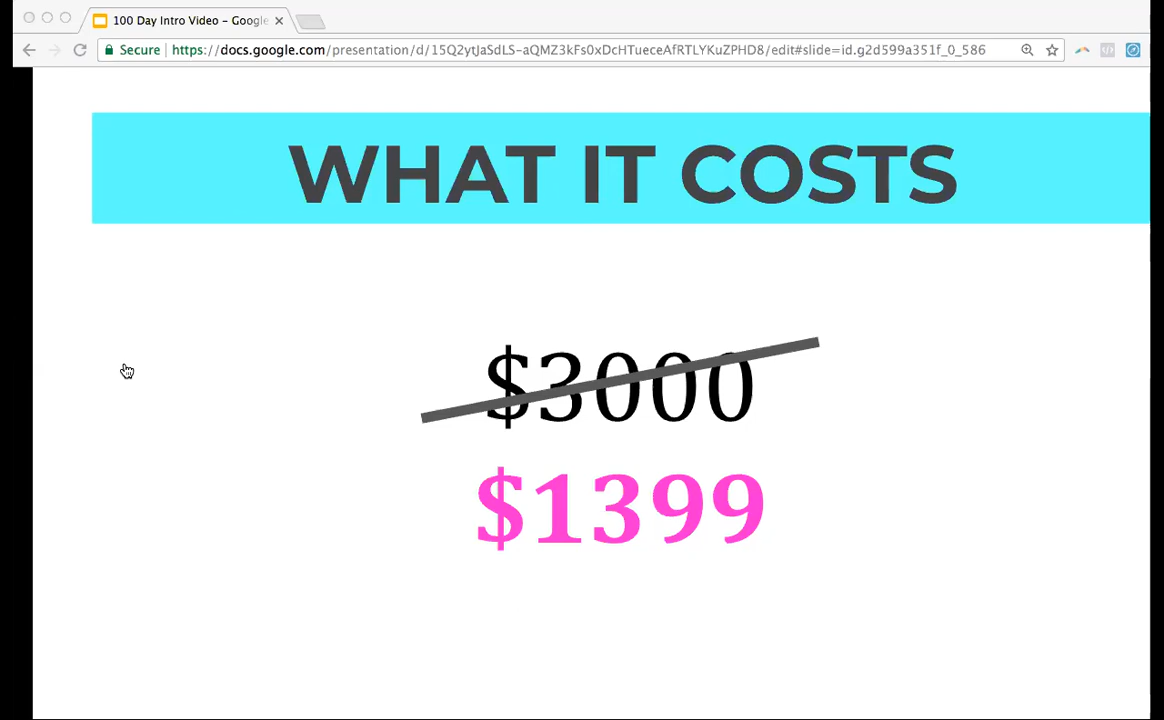 100 Day Intro Video – Google
Secure https://docs.google.com/presentation/d/15Q2ytJaSdLS-aQMZ3kFs0xDcHTueceAfRTLYKuZPHD8/edit#slide=id.g2d599a351f_0_586
WHAT IT COSTS
$3000
$1399